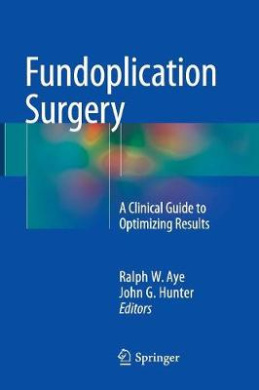 Fundoplication
Surgery
A Clinical Guide to
Optimizing Results
Ralph W. Aye
John G. Hunter
Editors
Springer